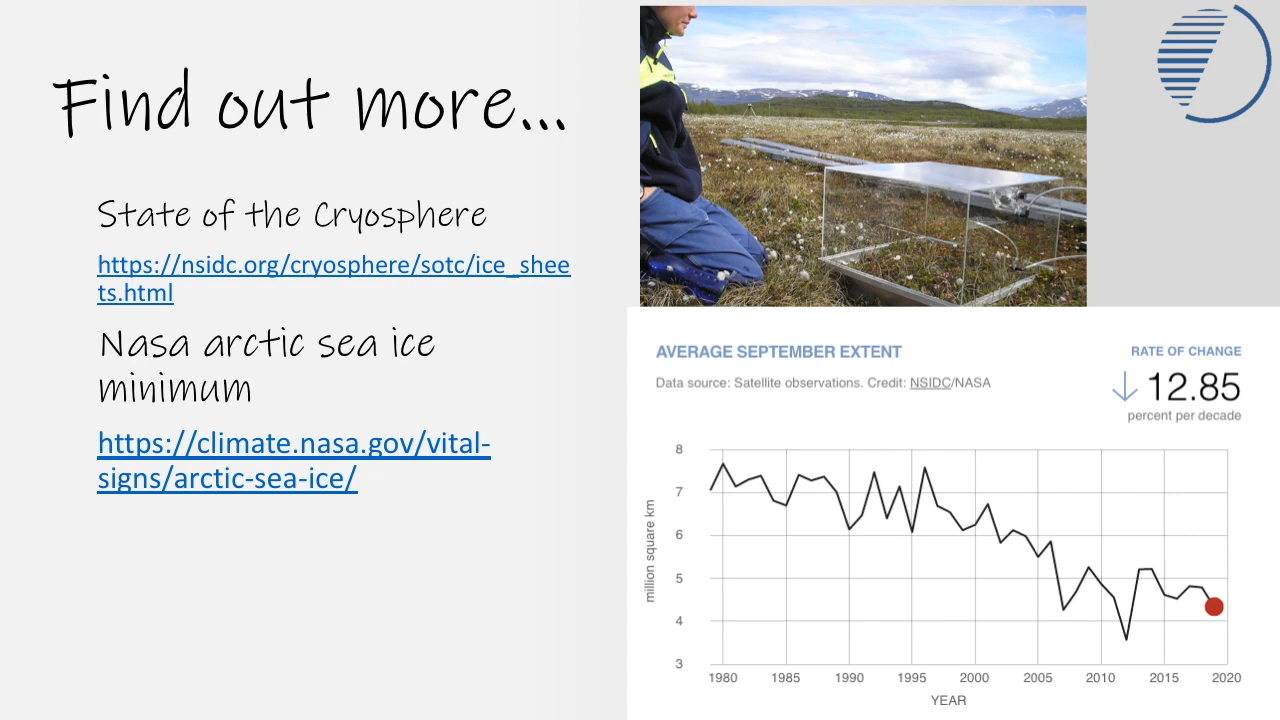 Find out more...
State of the Cryosphere
https://nsidc.org/cryosphere/sotc/ice_shee
ts.html
Nasa arctic sea ice
minimum
https://climate.nasa.gov/vital-
signs/arctic-sea-ice/
AVERAGE SEPTEMBER EXTENT
Data source: Satellite observations. Credit: NSIDC/NASA
RATE OF CHANGE
↓ 12.85
percent per decade
8
7
6
5
4
3
million square km
1980 1985 1990 1995 2000 2005 2010 2015 2020
YEAR